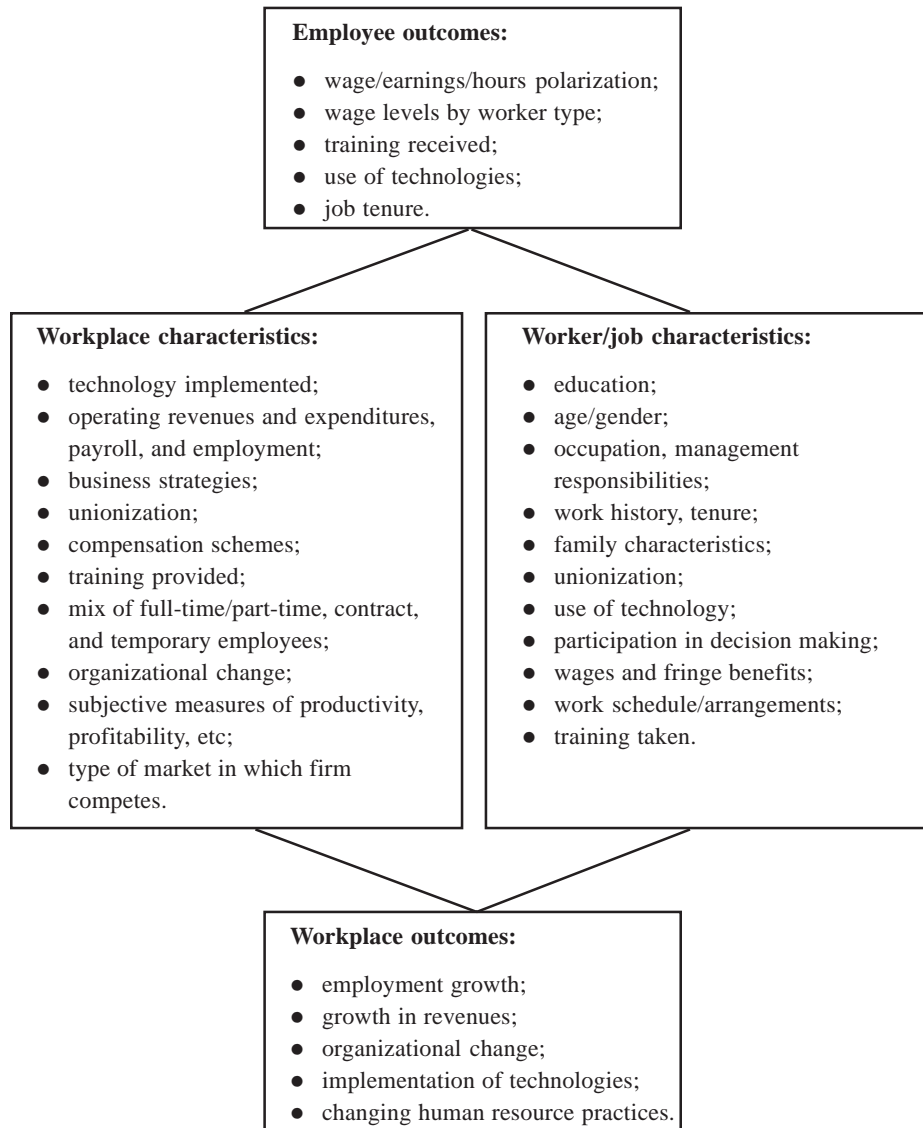 Employee outcomes:
● wage/earnings/hours polarization;
● wage levels by worker type;
● training received;
● use of technologies;
● job tenure.
Workplace characteristics:
● technology implemented;
● operating revenues and expenditures,
payroll, and employment;
● business strategies;
● unionization;
● compensation schemes;
● training provided;
● mix of full-time/part-time, contract,
and temporary employees;
● organizational change;
● subjective measures of productivity,
profitability, etc;
● type of market in which firm
competes.
Worker/job characteristics:
● education;
● age/gender;
● occupation, management
responsibilities;
● work history, tenure;
● family characteristics;
● unionization;
● use of technology;
● participation in decision making;
● wages and fringe benefits;
● work schedule/arrangements;
● training taken.
Workplace outcomes:
● employment growth;
● growth in revenues;
● organizational change;
● implementation of technologies;
● changing human resource practices.